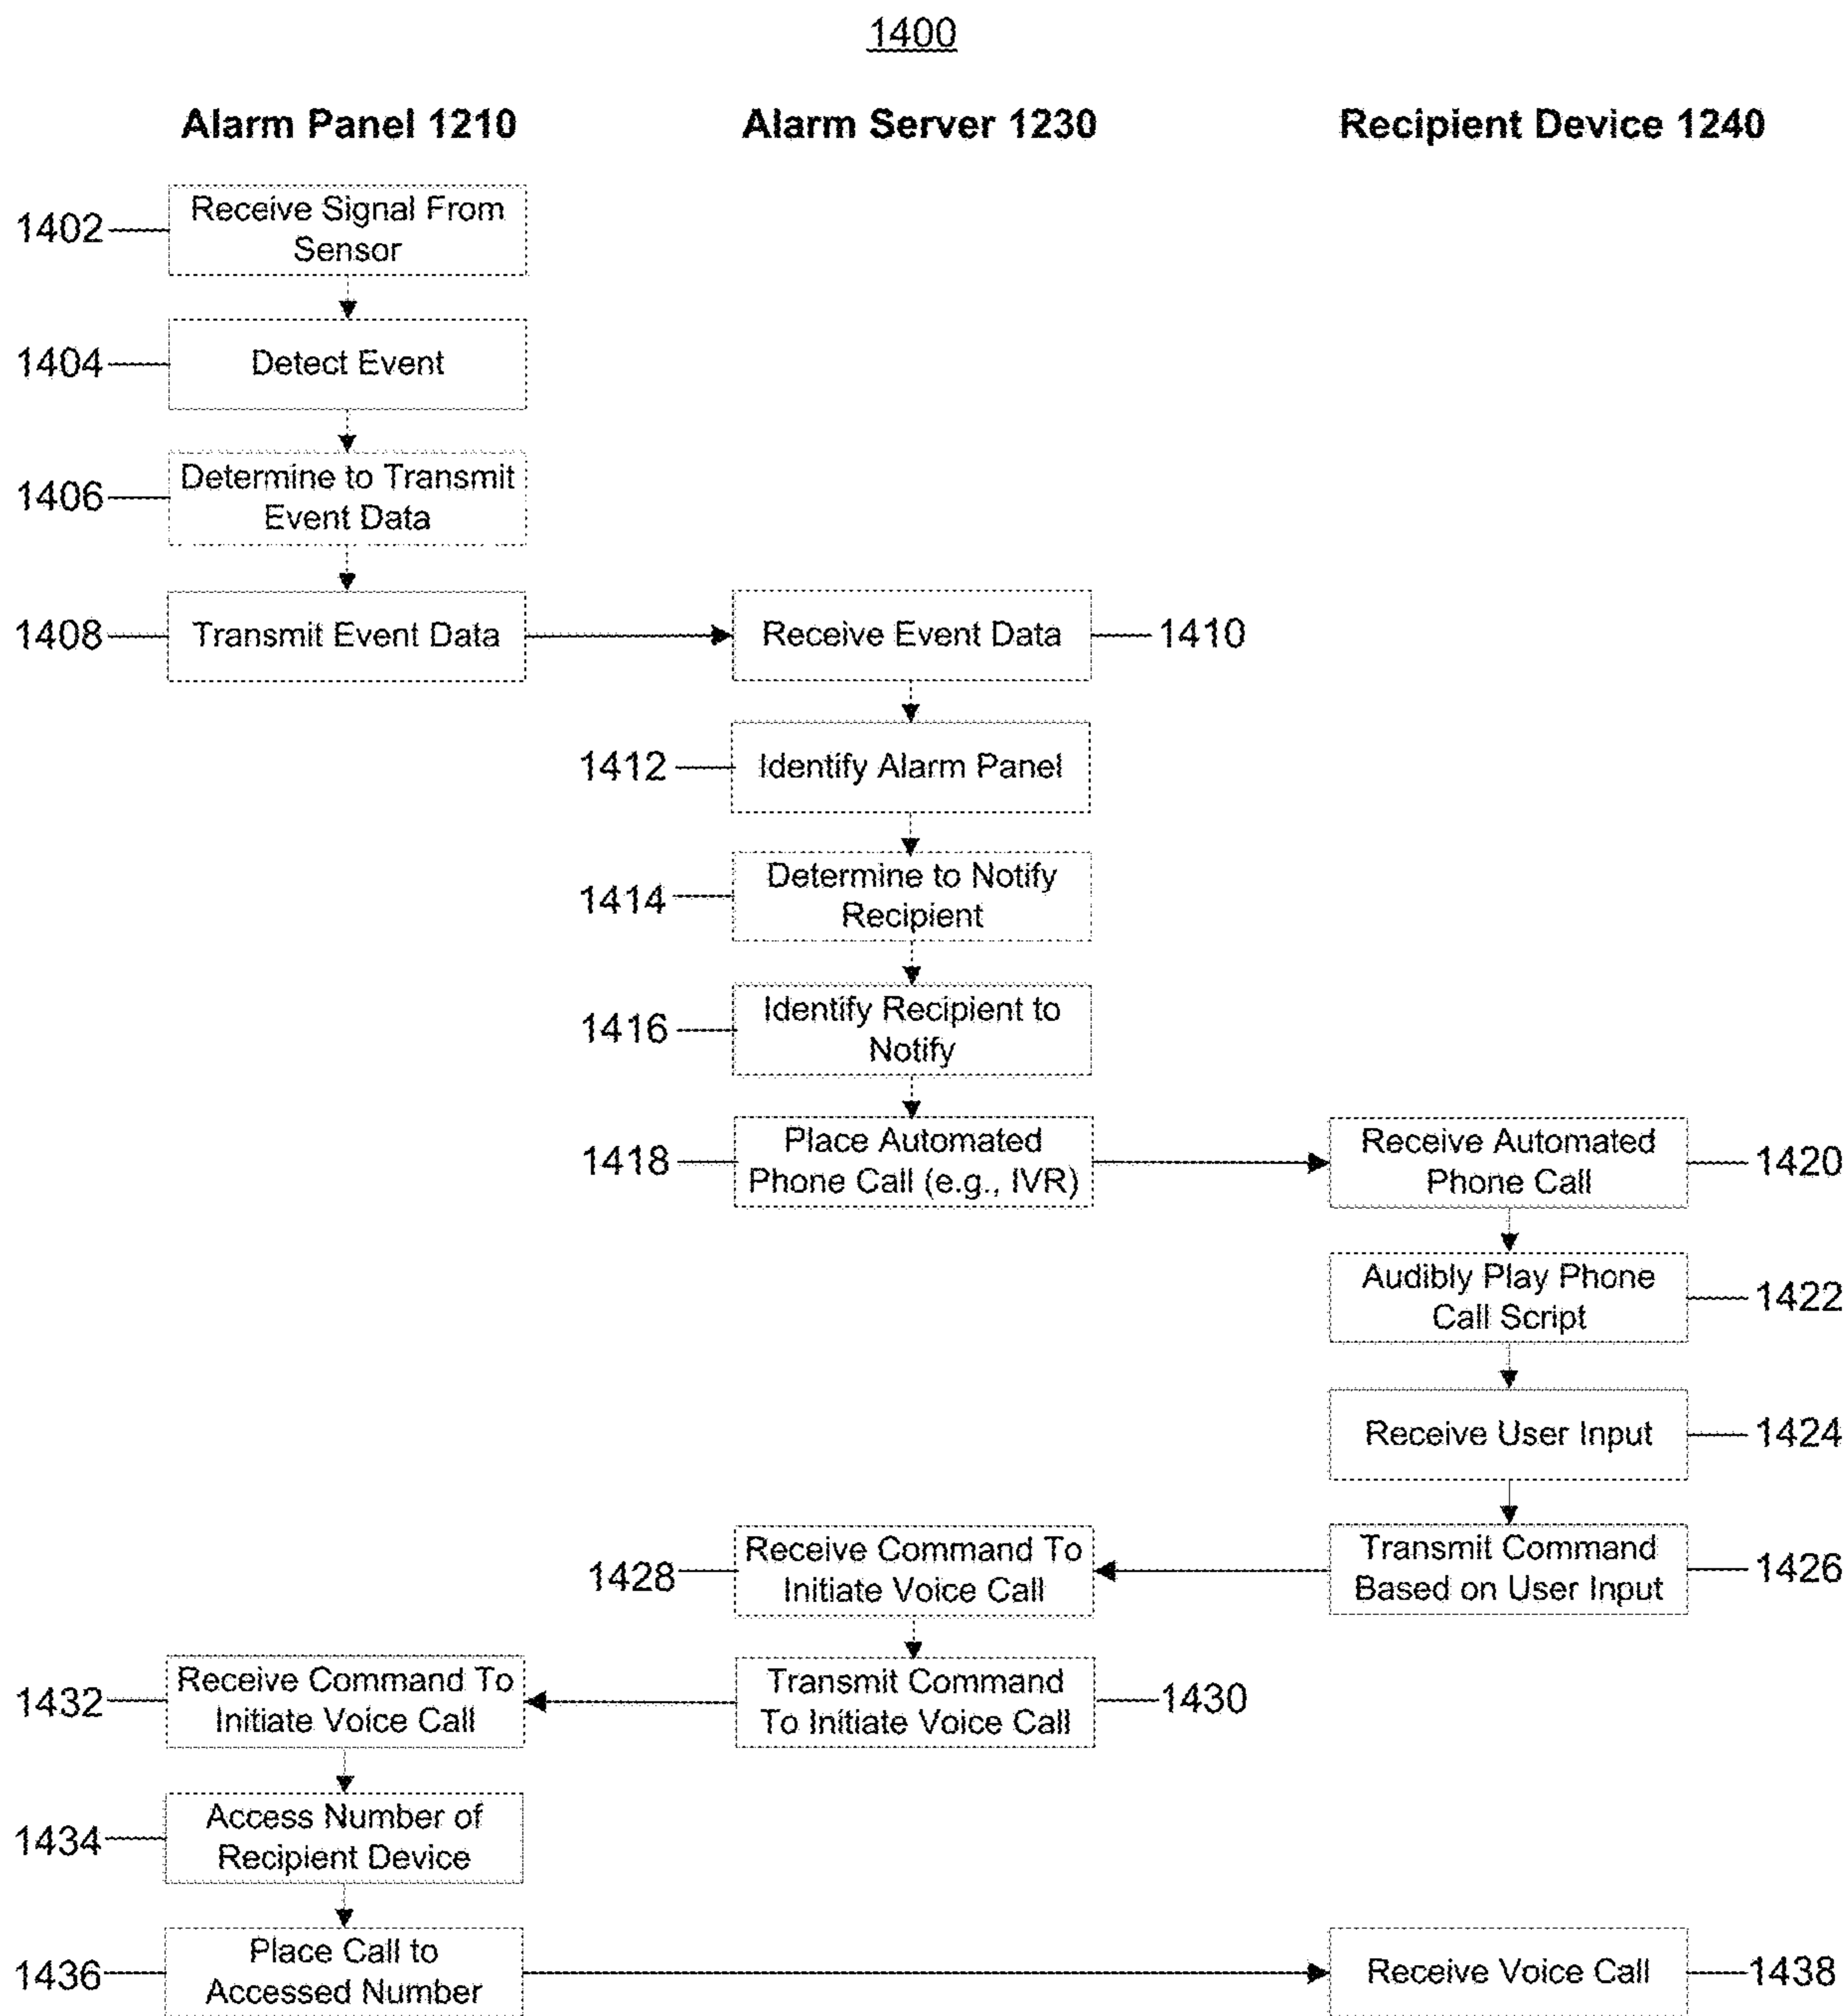 1400
Alarm Panel 1210
Alarm Server 1230
Recipient Device 1240
1402
Receive Signal From
Sensor
1404
Detect Event
1406
Determine to Transmit
Event Data
1408
Transmit Event Data
Receive Event Data
1410
1412
Identify Alarm Panel
1414
Determine to Notify
Recipient
1416
Identify Recipient to
Notify
1418
Place Automated
Phone Call (e.g., IVR)
Receive Automated
Phone Call
1420
Audibly Play Phone
Call Script
1422
Receive User Input
1424
Transmit Command
Based on User Input
1426
1428
Receive Command To
Initiate Voice Call
Transmit Command
To Initiate Voice Call
1430
1432
Receive Command To
Initiate Voice Call
1434
Access Number of
Recipient Device
1436
Place Call to
Accessed Number
Receive Voice Call
1438